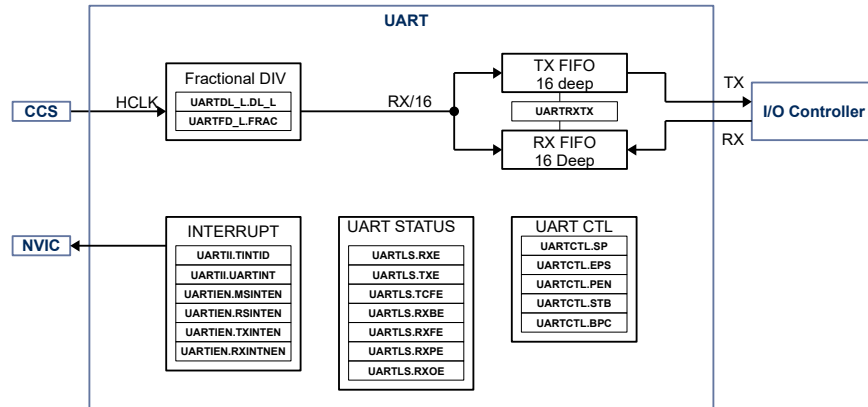 UART
Fractional DIV
UARTDL_L.DL_L
UARTFD_L.FRAC
CCS
HCLK
RX/16
TX FIFO
16 deep
UARTRXTX
RX FIFO
16 Deep
TX
RX
I/O Controller
NVIC
INTERRUPT
UARTII.TINTID
UARTII.UARTINT
UARTIEN.MSINTEN
UARTIEN.RSINTEN
UARTIEN.TXINTEN
UARTIEN.RXINTNEN
UART STATUS
UARTLS.RXE
UARTLS.TXE
UARTLS.TCFE
UARTLS.RXBE
UARTLS.RXFE
UARTLS.RXPE
UARTLS.RXOE
UART CTL
UARTCTL.SP
UARTCTL.EPS
UARTCTL.PEN
UARTCTL.STB
UARTCTL.BPC